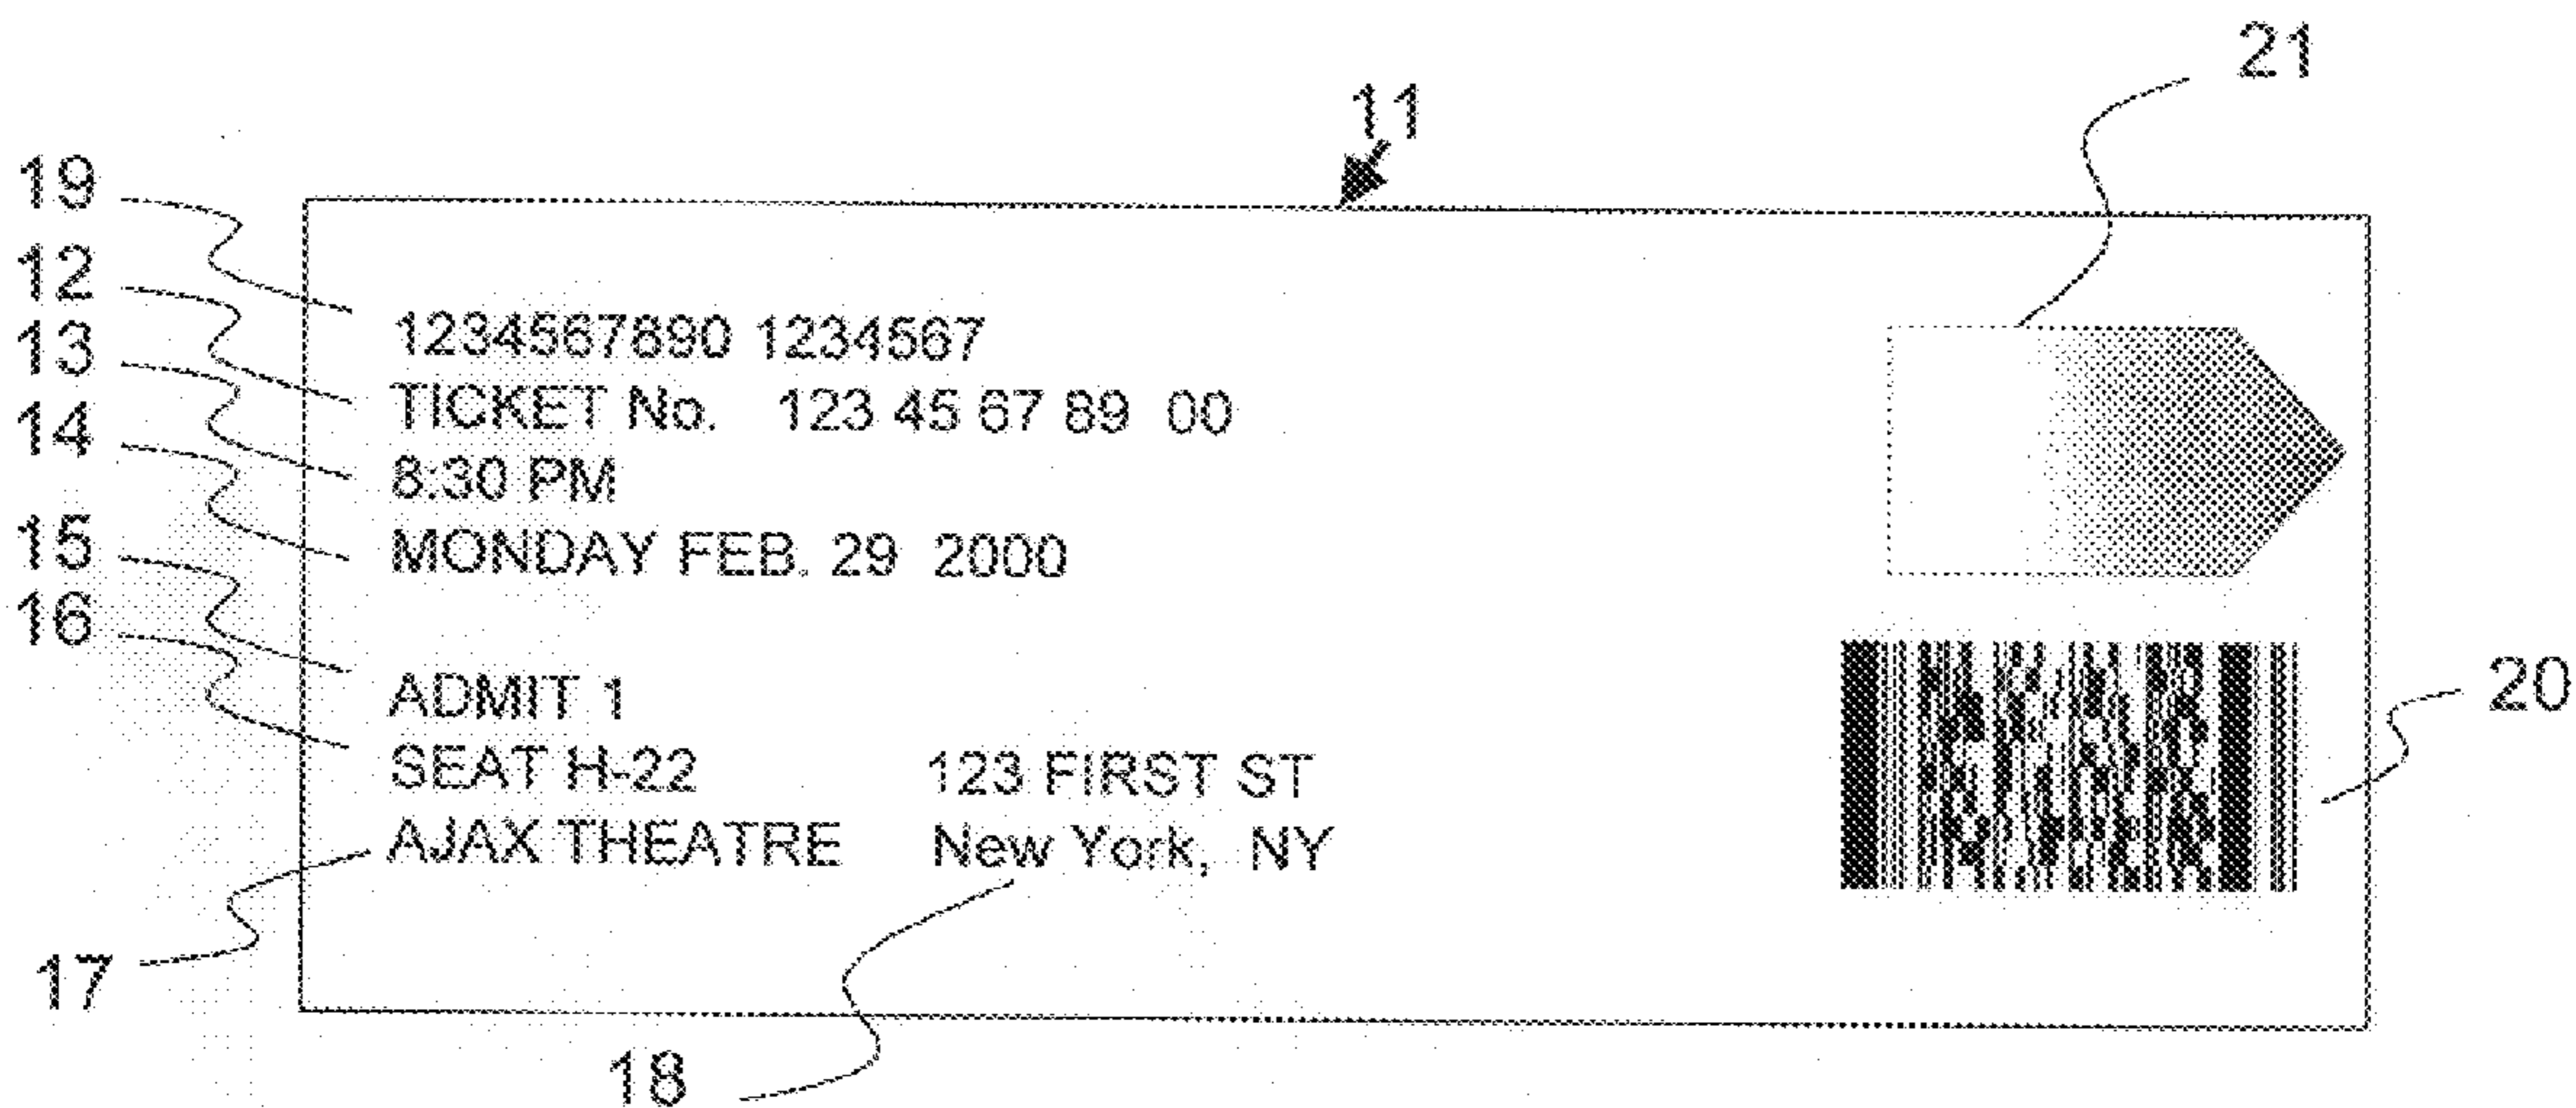 21
11
19
12
13
14
15
16
1234567890 1234567
TICKET No. 123 45 67 89 00
8:30 PM
MONDAY FEB. 29 2000
ADMIT 1
SEAT H-22
AJAX THEATRE
123 FIRST ST
New York, NY
20
17
18